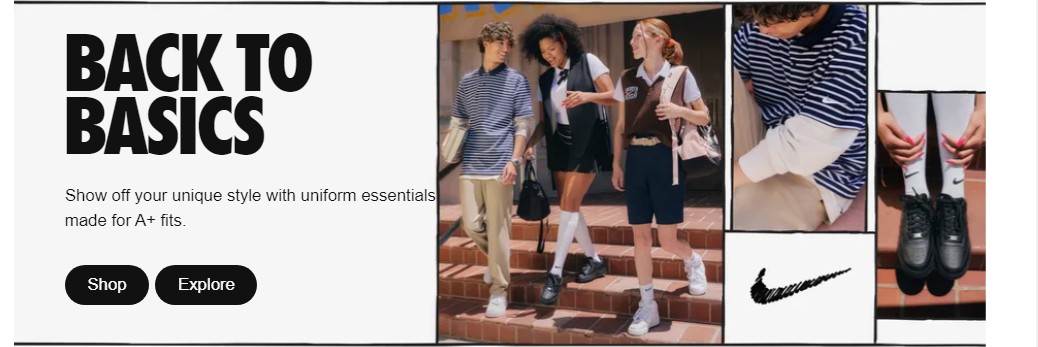 BACK TO
BASICS
Show off your unique style with uniform essentials
made for A+ fits.
Shop
Explore